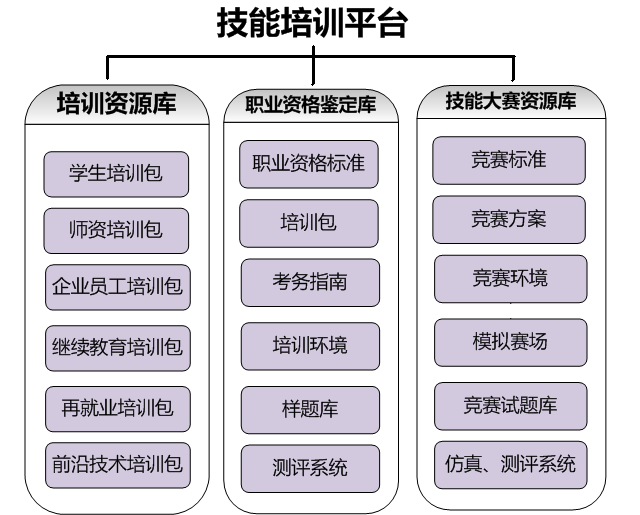 技能培训平台
培训资源库
学生培训包
师资培训包
企业员工培训包
继续教育培训包
再就业培训包
前沿技术培训包
职业资格鉴定库
职业资格标准
培训包
考务指南
培训环境
样题库
测评系统
技能大赛资源库
竞赛标准
竞赛方案
竞赛环境
模拟赛场
竞赛试题库
仿真、测评系统